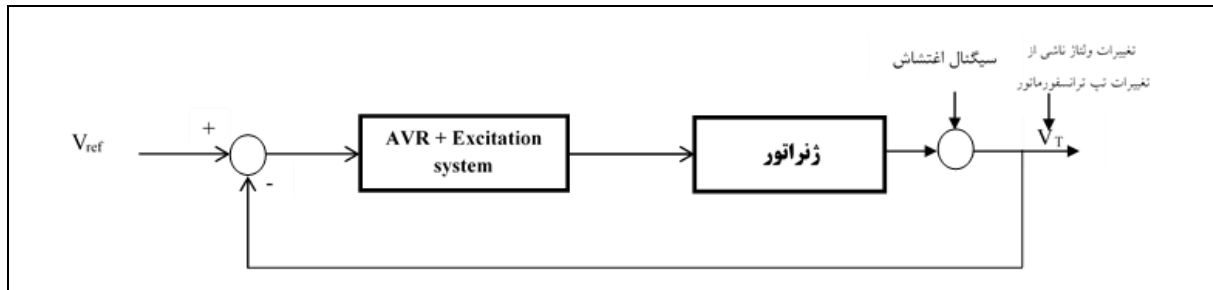 تغییرات ولتاژ ناشی از
تغییرات تپ ترانسفورماتور
سیگنال اغتشاش
V_ref
+
-
AVR + Excitation
system
ژنراتور
V_T